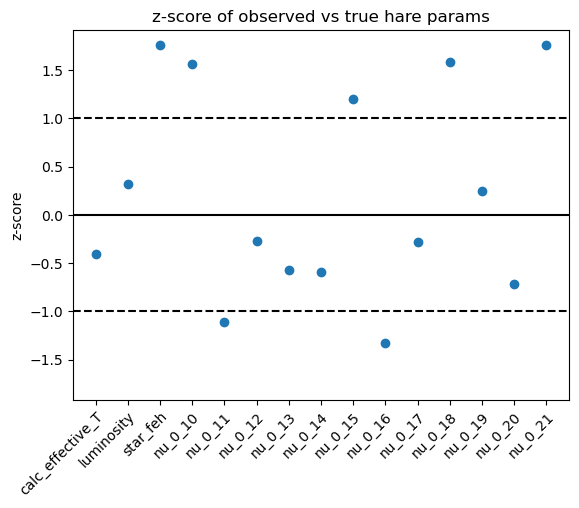 z-score of observed vs true hare params
z-score
1.5
1.0
0.5
0.0
−0.5
−1.0
−1.5
calc_effective_T
luminosity
star_feh
nu_0_10
nu_0_11
nu_0_12
nu_0_13
nu_0_14
nu_0_15
nu_0_16
nu_0_17
nu_0_18
nu_0_19
nu_0_20
nu_0_21